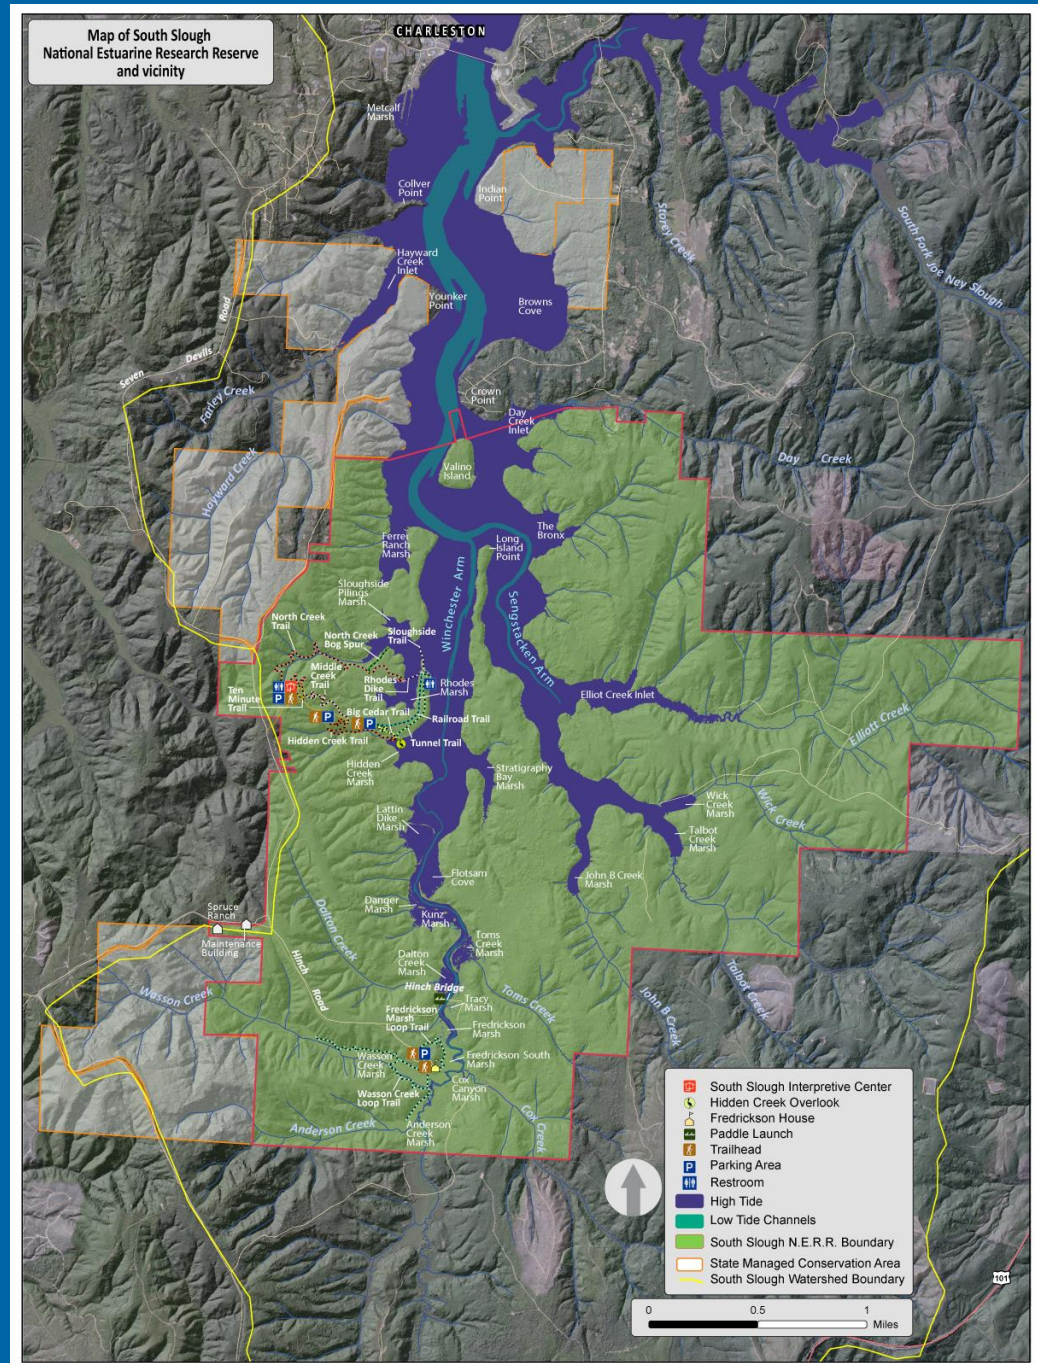 Map of South Slough
National Estuarine Research Reserve
and vicinity
CHARLESTON
Metcalf
Marsh
Collver
Point
Indian
Point
Storey Creek
South Fork Joe Ney Slough
Hayward
Creek
Inlet
Younker
Point
Browns
Cove
Seven Devils Road
Farley Creek
Crown
Point
Day
Creek
Inlet
Day Creek
Hayward Creek
Valino
Island
Ferrei
Ranch
Marsh
Long
Island
Point
The
Bronx
Winchester Arm
Sengstacken Arm
Sloughside
Pilings
Marsh
North Creek
Trail
North Creek
Bog Spur
Sloughside
Trail
Middle
Creek
Trail
Rhodes
Dike
Trail
Rhodes
Marsh
Ten
Minute
Trail
Big Cedar Trail
Railroad Trail
Hidden Creek Trail
Tunnel Trail
Hidden
Creek
Marsh
Elliot Creek Inlet
Elliott Creek
Stratigraphy
Bay
Marsh
Wick
Creek
Marsh
Wick Creek
Talbot
Creek
Marsh
Lattin
Dike
Marsh
Flotsam
Cove
John B Creek
Marsh
Danger
Marsh
Kunz
Marsh
Spruce
Ranch
Maintenance
Building
Dalton Creek
Hinch Road
Toms
Creek
Marsh
Dalton
Creek
Marsh
Hinch Bridge
Wasson Creek
Tracy
Marsh
Toms Creek
John B Creek
Talbot Creek
Fredrickson
Marsh
Loop Trail
Fredrickson
Marsh
Wasson
Creek
Marsh
Fredrickson South
Marsh
Wasson Creek
Loop Trail
Cox
Canyon
Marsh
Cox Creek
Anderson Creek
Anderson
Creek
Marsh
South Slough Interpretive Center
Hidden Creek Overlook
Fredrickson House
Paddle Launch
Trailhead
P Parking Area
Restroom
High Tide
Low Tide Channels
South Slough N.E.R.R. Boundary
State Managed Conservation Area
South Slough Watershed Boundary
101
0 0.5 1
Miles